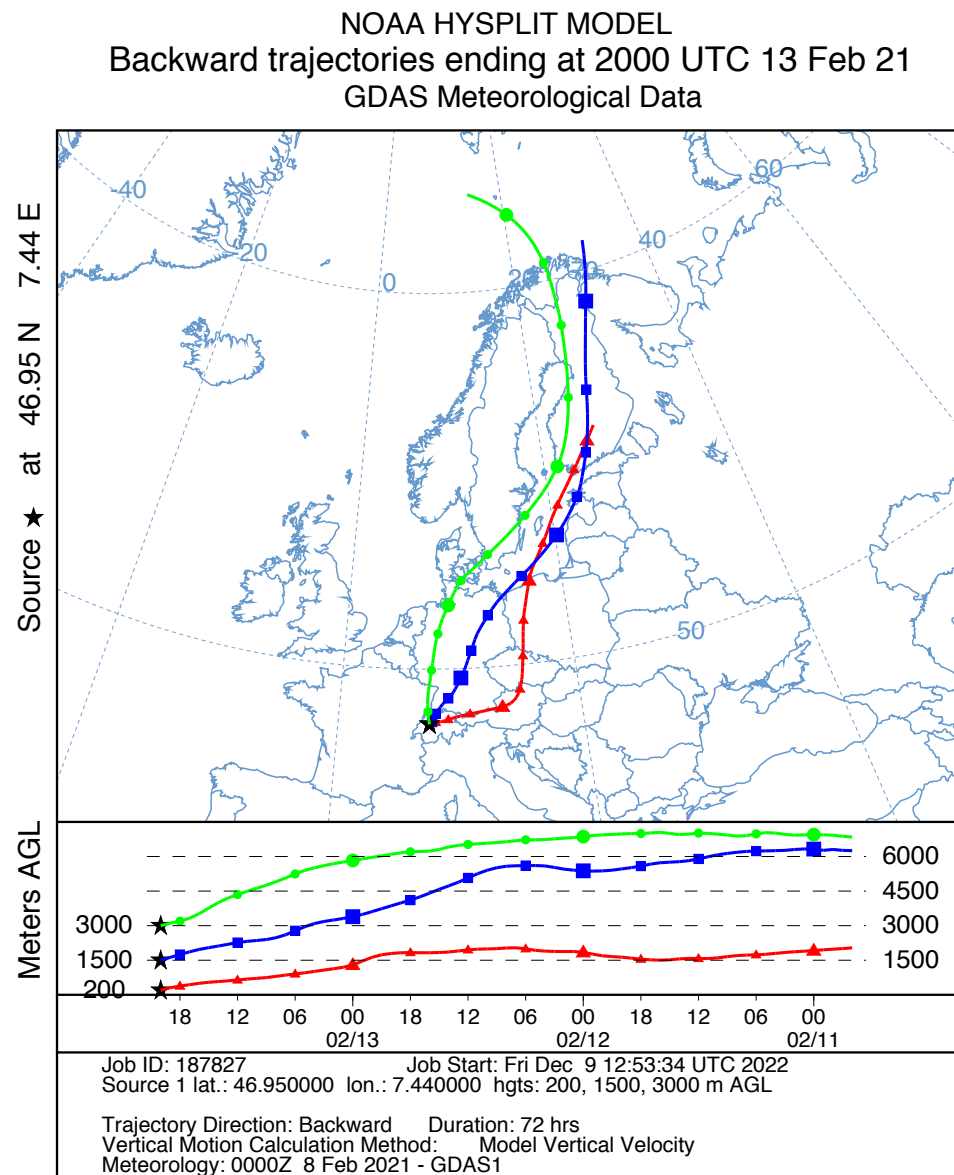 NOAA HYSPLIT MODEL
Backward trajectories ending at 2000 UTC 13 Feb 21
GDAS Meteorological Data
Source ★ at 46.95 N 7.44 E
-40
-20
0
20
30
40
60
50
Meters AGL
6000
4500
3000 3000
1500 1500
200
18 12 06 00 18 12 06 00 18 12 06 00
02/13 02/12 02/11
Job ID: 187827 Job Start: Fri Dec 9 12:53:34 UTC 2022
Source 1 lat.: 46.950000 lon.: 7.440000 hgts: 200, 1500, 3000 m AGL
Trajectory Direction: Backward Duration: 72 hrs
Vertical Motion Calculation Method: Model Vertical Velocity
Meteorology: 0000Z 8 Feb 2021 - GDAS1